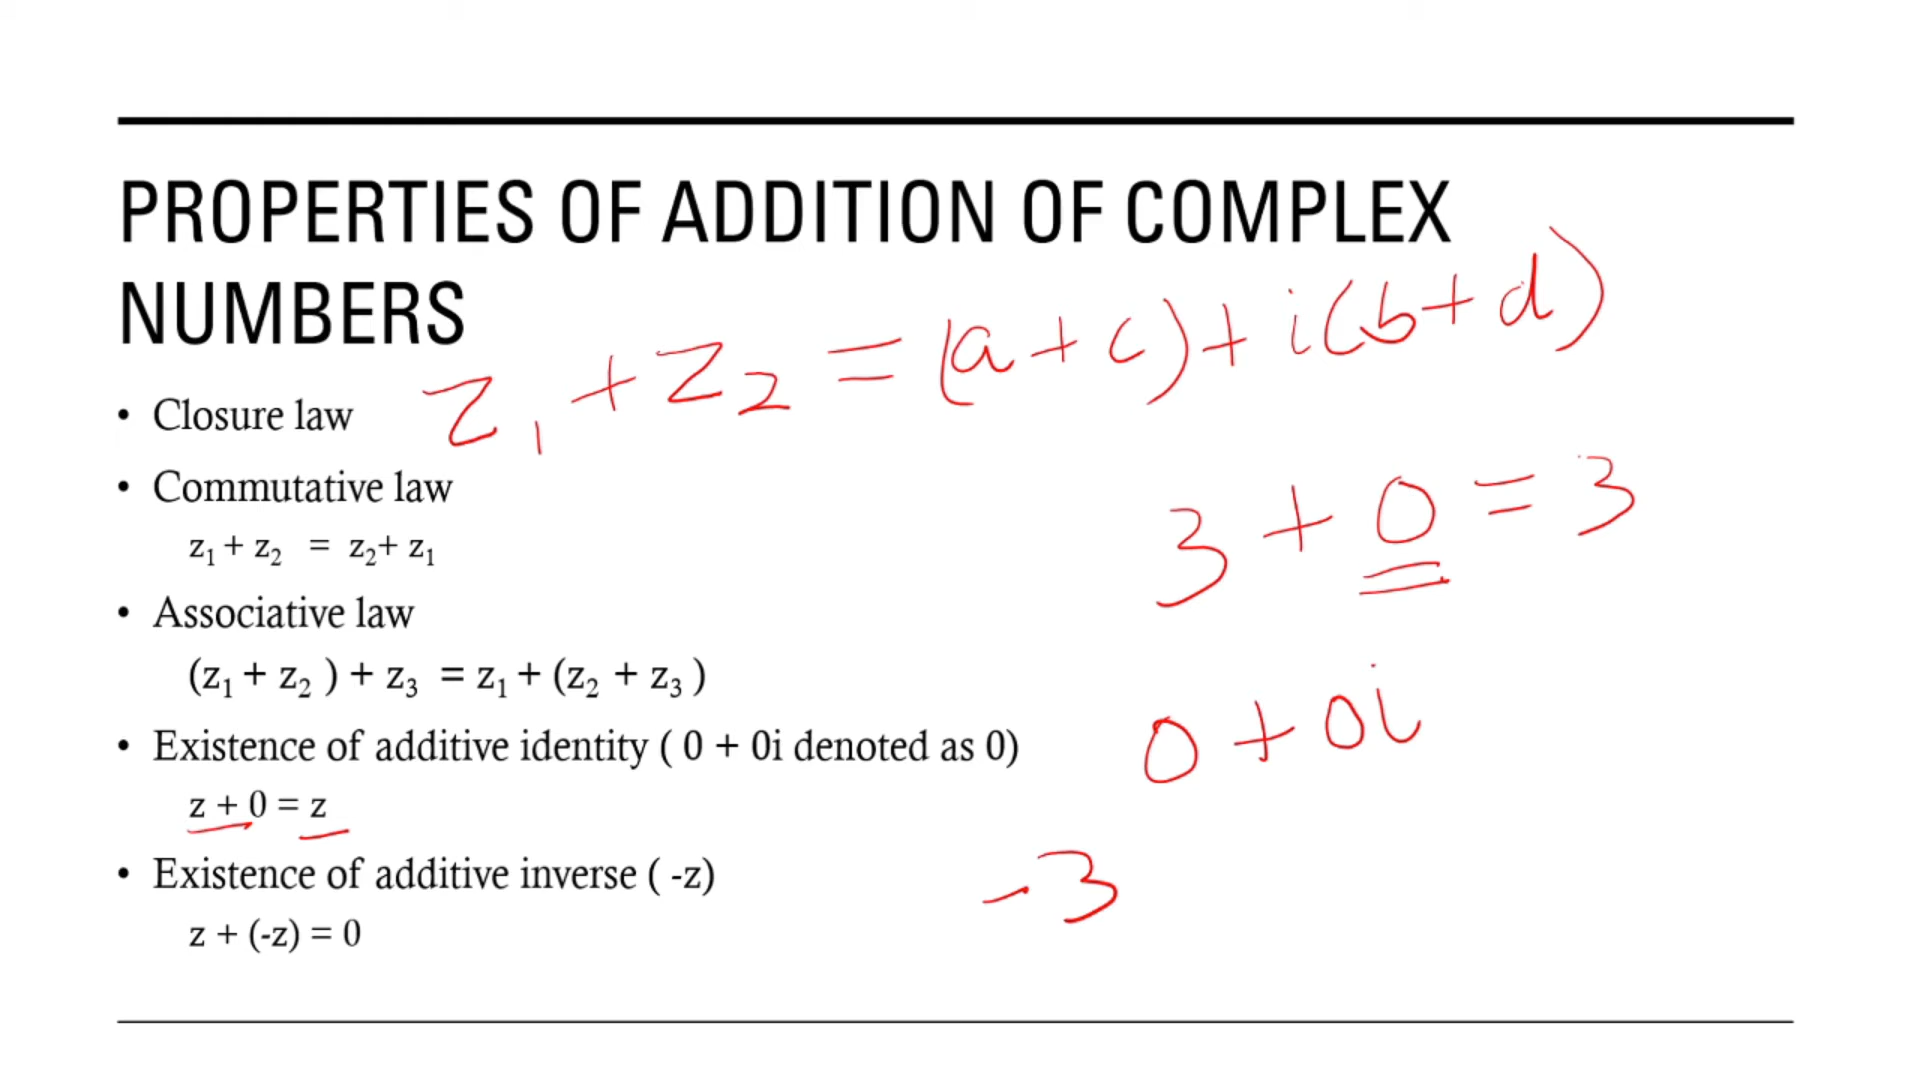 PROPERTIES OF ADDITION OF COMPLEX
NUMBERS
z₁ + z₂ = (a + c) + i(b + d)
• Closure law
• Commutative law
z₁ + z₂ = z₂+ z₁
3 + 0 = 3
• Associative law
(z₁ + z₂ ) + z₃ = z₁ + (z₂ + z₃ )
• Existence of additive identity ( 0 + 0i denoted as 0)
0 + 0i
z + 0 = z
• Existence of additive inverse ( -z)
-3
z + (-z) = 0